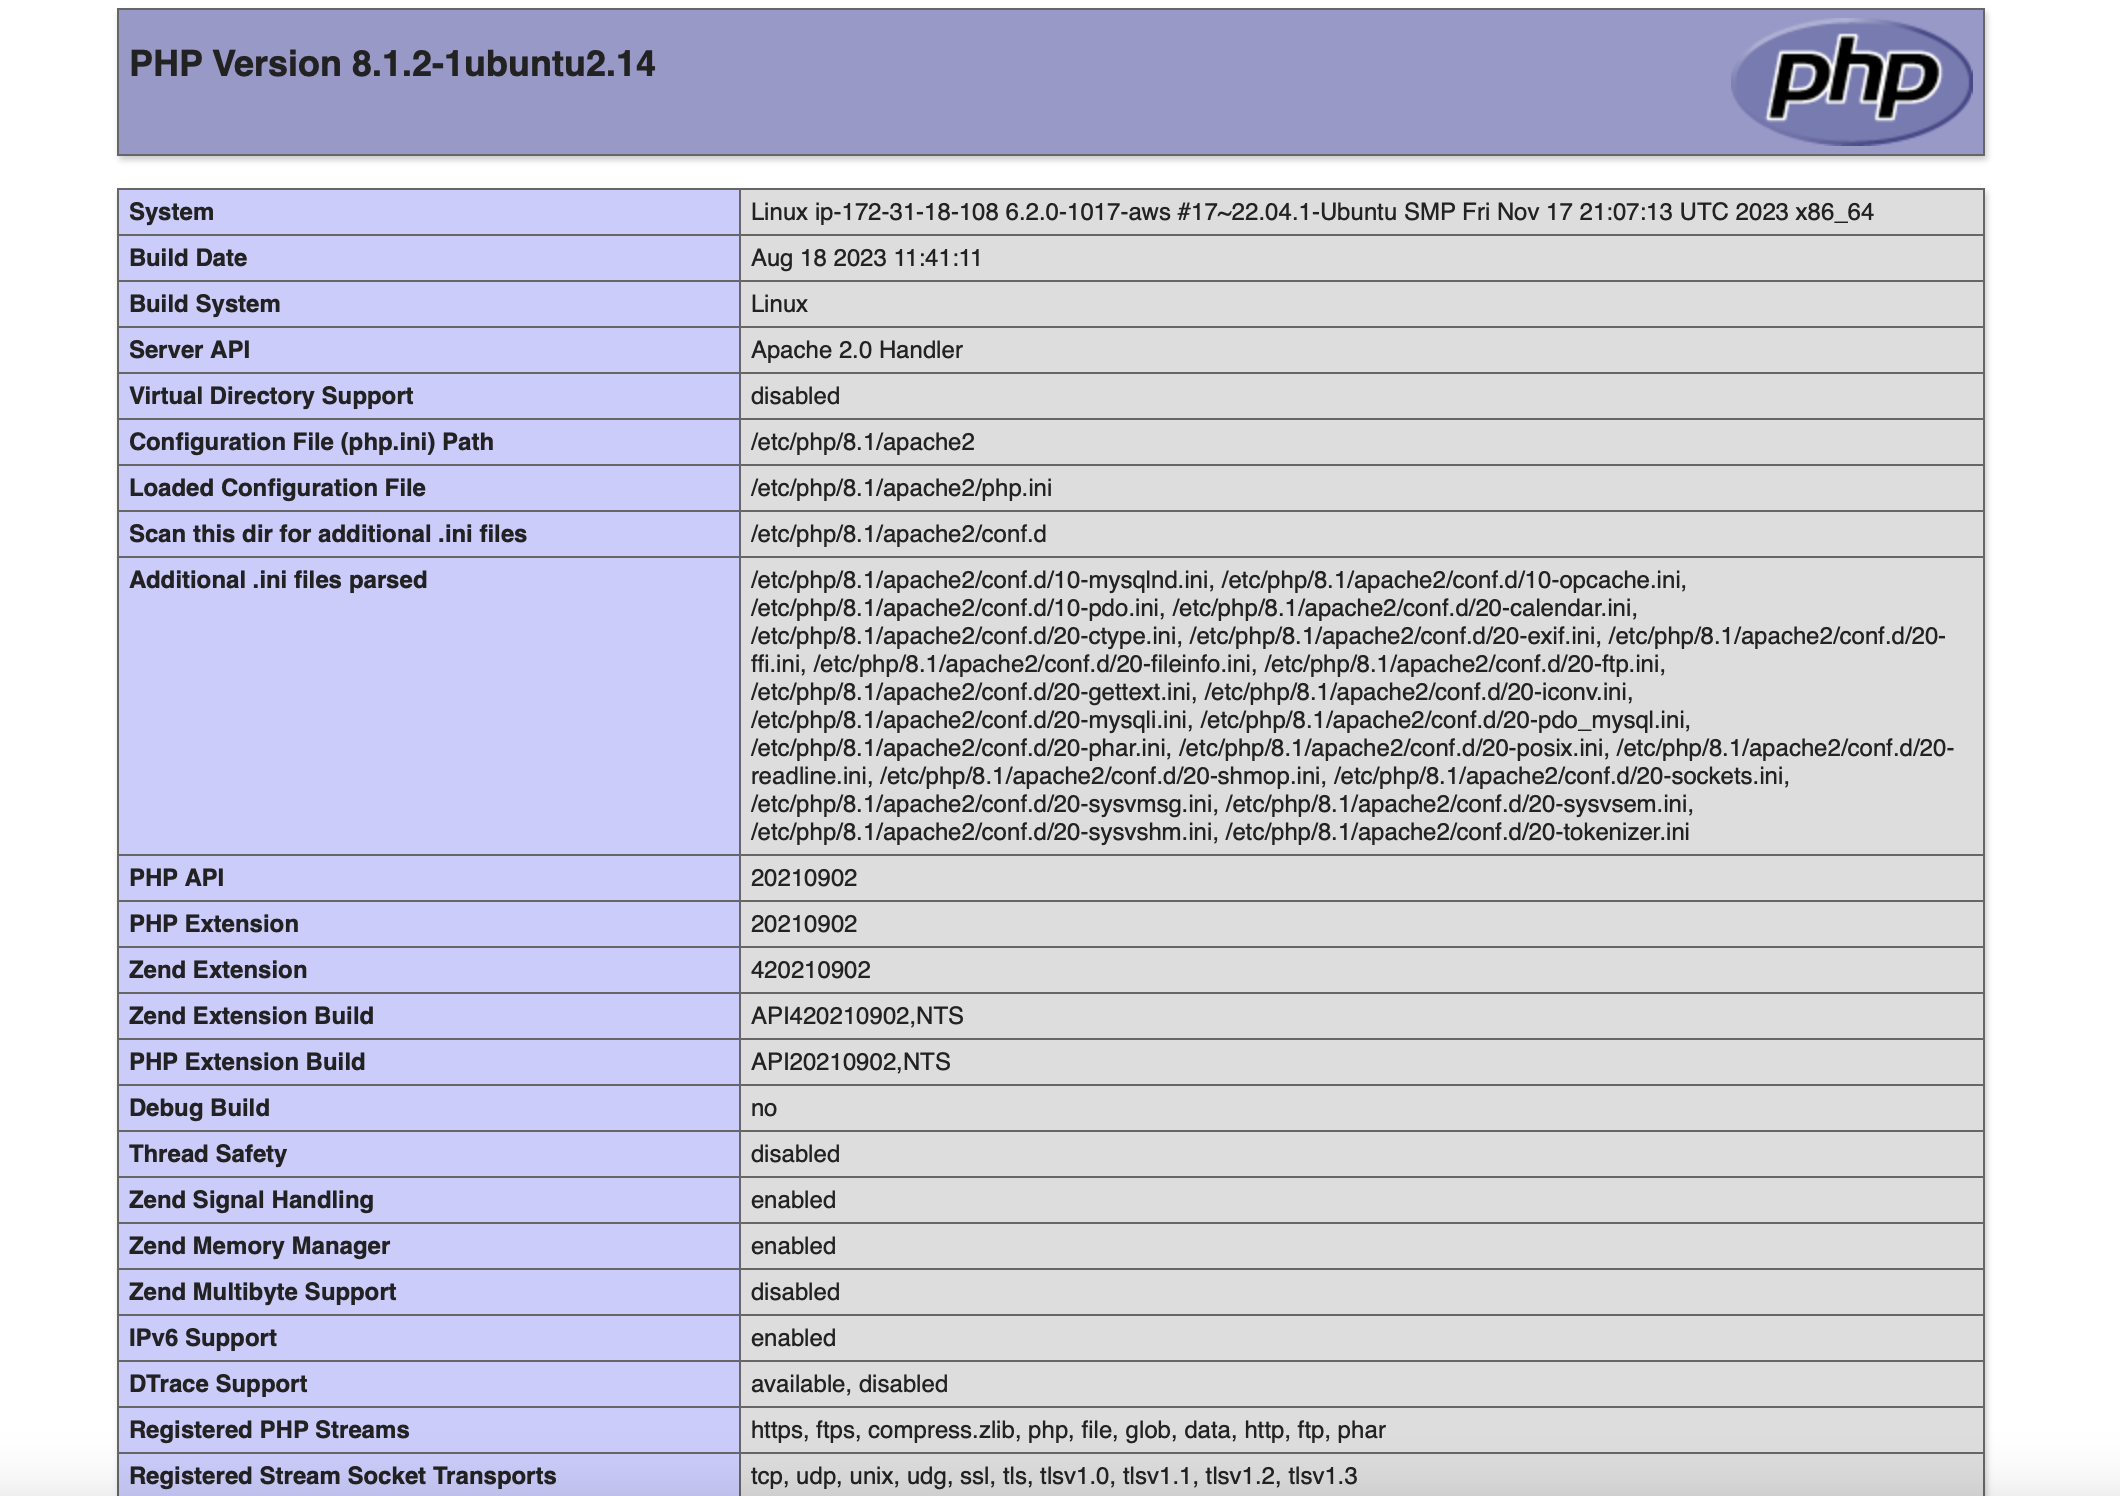 PHP Version 8.1.2-1ubuntu2.14
php
System
Linux ip-172-31-18-108 6.2.0-1017-aws #17~22.04.1-Ubuntu SMP Fri Nov 17 21:07:13 UTC 2023 x86_64
Build Date
Aug 18 2023 11:41:11
Build System
Linux
Server API
Apache 2.0 Handler
Virtual Directory Support
disabled
Configuration File (php.ini) Path
/etc/php/8.1/apache2
Loaded Configuration File
/etc/php/8.1/apache2/php.ini
Scan this dir for additional .ini files
/etc/php/8.1/apache2/conf.d
Additional .ini files parsed
/etc/php/8.1/apache2/conf.d/10-mysqlnd.ini, /etc/php/8.1/apache2/conf.d/10-opcache.ini,
/etc/php/8.1/apache2/conf.d/10-pdo.ini, /etc/php/8.1/apache2/conf.d/20-calendar.ini,
/etc/php/8.1/apache2/conf.d/20-ctype.ini, /etc/php/8.1/apache2/conf.d/20-exif.ini, /etc/php/8.1/apache2/conf.d/20-
ffi.ini, /etc/php/8.1/apache2/conf.d/20-fileinfo.ini, /etc/php/8.1/apache2/conf.d/20-ftp.ini,
/etc/php/8.1/apache2/conf.d/20-gettext.ini, /etc/php/8.1/apache2/conf.d/20-iconv.ini,
/etc/php/8.1/apache2/conf.d/20-mysqli.ini, /etc/php/8.1/apache2/conf.d/20-pdo_mysql.ini,
/etc/php/8.1/apache2/conf.d/20-phar.ini, /etc/php/8.1/apache2/conf.d/20-posix.ini, /etc/php/8.1/apache2/conf.d/20-
readline.ini, /etc/php/8.1/apache2/conf.d/20-shmop.ini, /etc/php/8.1/apache2/conf.d/20-sockets.ini,
/etc/php/8.1/apache2/conf.d/20-sysvmsg.ini, /etc/php/8.1/apache2/conf.d/20-sysvsem.ini,
/etc/php/8.1/apache2/conf.d/20-sysvshm.ini, /etc/php/8.1/apache2/conf.d/20-tokenizer.ini
PHP API
20210902
PHP Extension
20210902
Zend Extension
420210902
Zend Extension Build
API420210902,NTS
PHP Extension Build
API20210902,NTS
Debug Build
no
Thread Safety
disabled
Zend Signal Handling
enabled
Zend Memory Manager
enabled
Zend Multibyte Support
disabled
IPv6 Support
enabled
DTrace Support
available, disabled
Registered PHP Streams
https, ftps, compress.zlib, php, file, glob, data, http, ftp, phar
Registered Stream Socket Transports
tcp, udp, unix, udg, ssl, tls, tlsv1.0, tlsv1.1, tlsv1.2, tlsv1.3